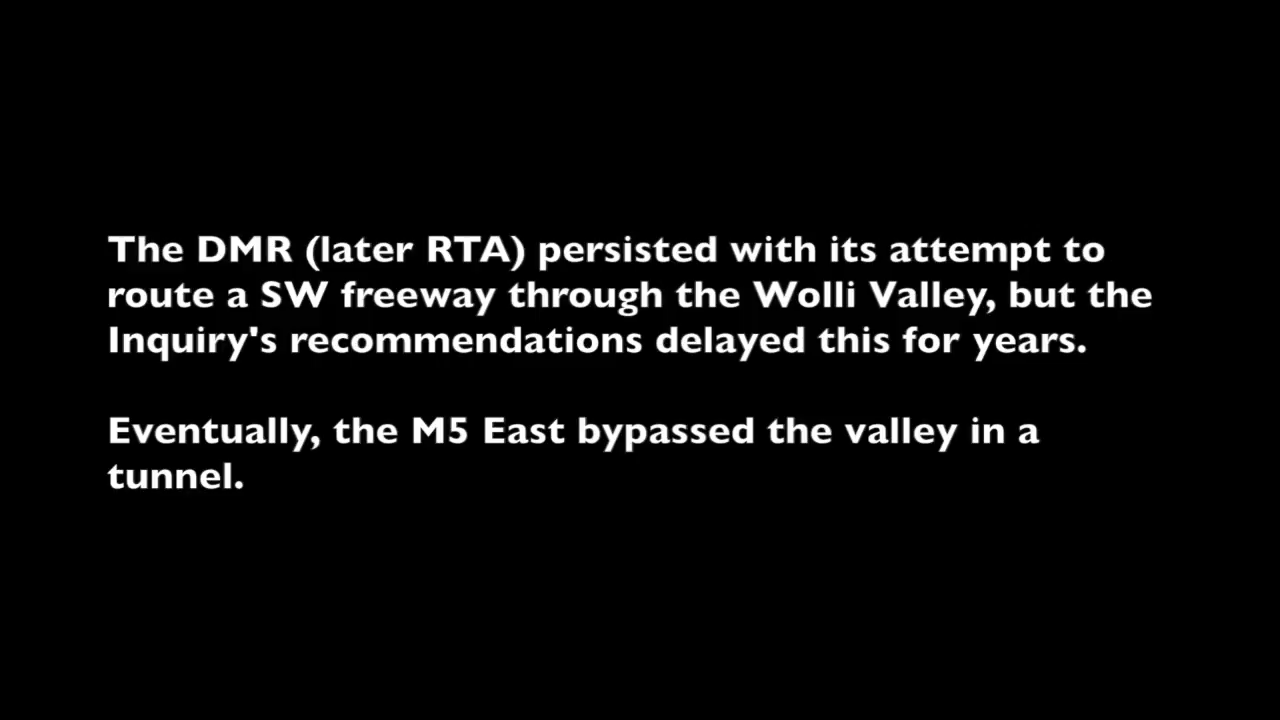 The DMR (later RTA) persisted with its attempt to
route a SW freeway through the Wolli Valley, but the
Inquiry's recommendations delayed this for years.
Eventually, the M5 East bypassed the valley in a
tunnel.